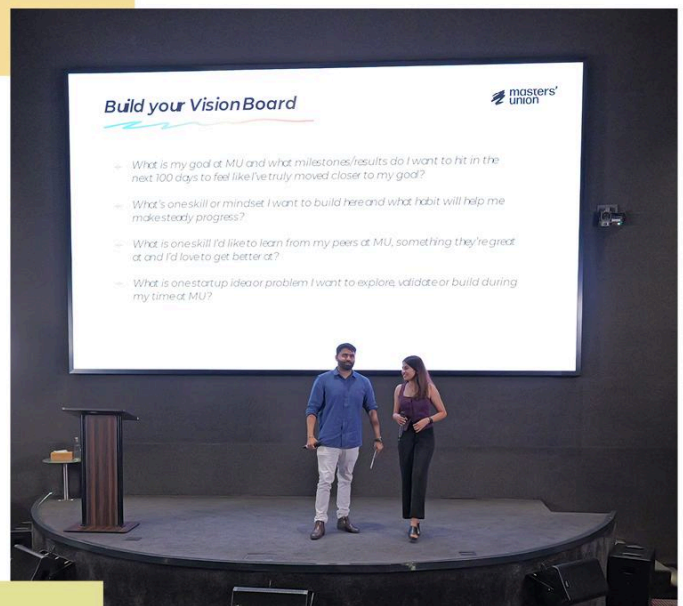 Build your Vision Board
masters'
union
What is my goal at MU and what milestones/results do I want to hit in the
next 100 days to feel like I've truly moved closer to my goal?
What's one skill or mindset I want to build here and what habit will help me
make steady progress?
What is one skill I'd like to learn from my peers at MU, something they're great
at and I'd love to get better at?
What is one startup idea or problem I want to explore, validate or build during
my time at MU?